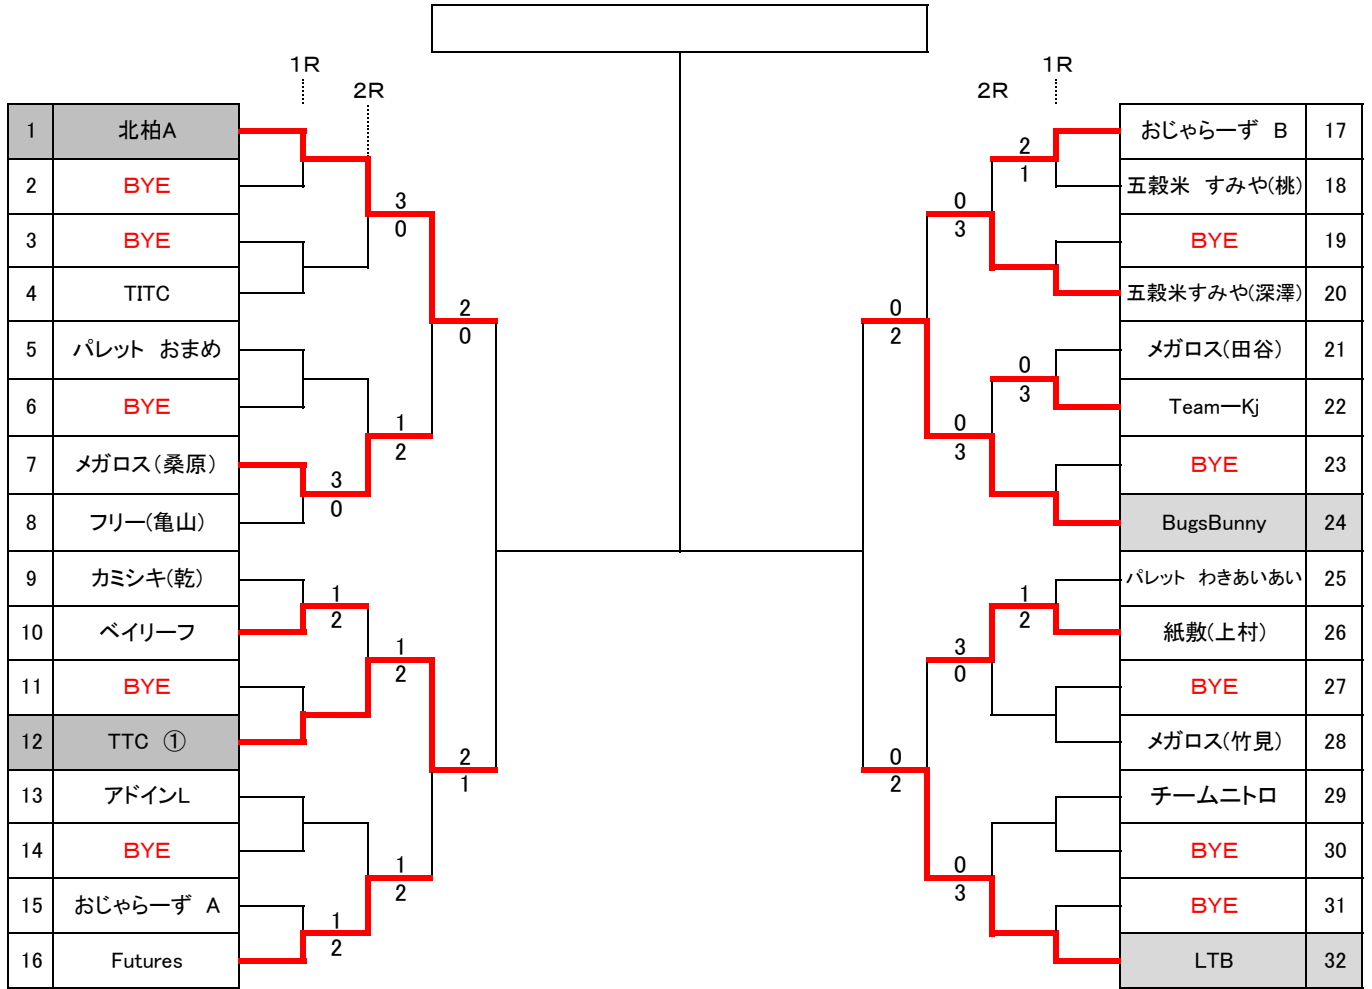 1R
2R
1 北柏A
2 BYE
3 BYE
4 TITC
5 パレット　おまめ
6 BYE
7 メガロス(桑原)
8 フリー(亀山)
9 カミシキ(乾)
10 ベイリーフ
11 BYE
12 TTC　①
13 アドインL
14 BYE
15 おじゃらーず　A
16 Futures
3
0
1
2
1
2
3
0
1
2
1
2
1
2
2
0
2
1
1R
2R
おじゃらーず　B 17
五穀米　すみや(桃) 18
BYE 19
五穀米すみや(深澤) 20
メガロス(田谷) 21
Team－Kj 22
BYE 23
BugsBunny 24
パレット　わきあいあい 25
紙敷(上村) 26
BYE 27
メガロス(竹見) 28
チームニトロ 29
BYE 30
BYE 31
LTB 32
2
1
0
3
1
2
0
3
0
3
3
0
0
3
0
2
0
2